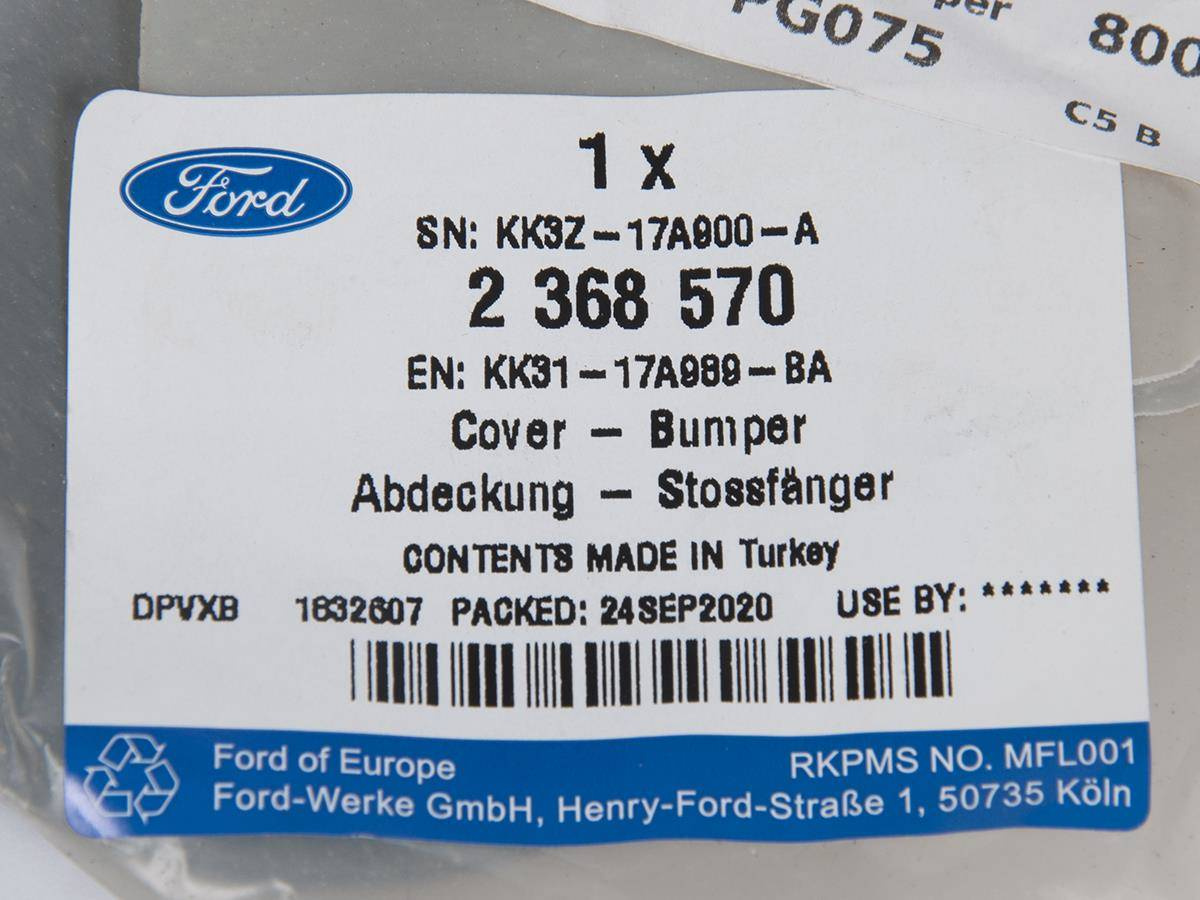 PG075
800
C5 B
Ford
1 x
SN: KK3Z-17A900-A
2 368 570
EN: KK31-17A989-BA
Cover - Bumper
Abdeckung - Stossfänger
CONTENTS MADE IN Turkey
DPVXB 1832607 PACKED: 24SEP2020 USE BY: *******
Ford of Europe RKPMS NO. MFL001
Ford-Werke GmbH, Henry-Ford-Straße 1, 50735 Köln